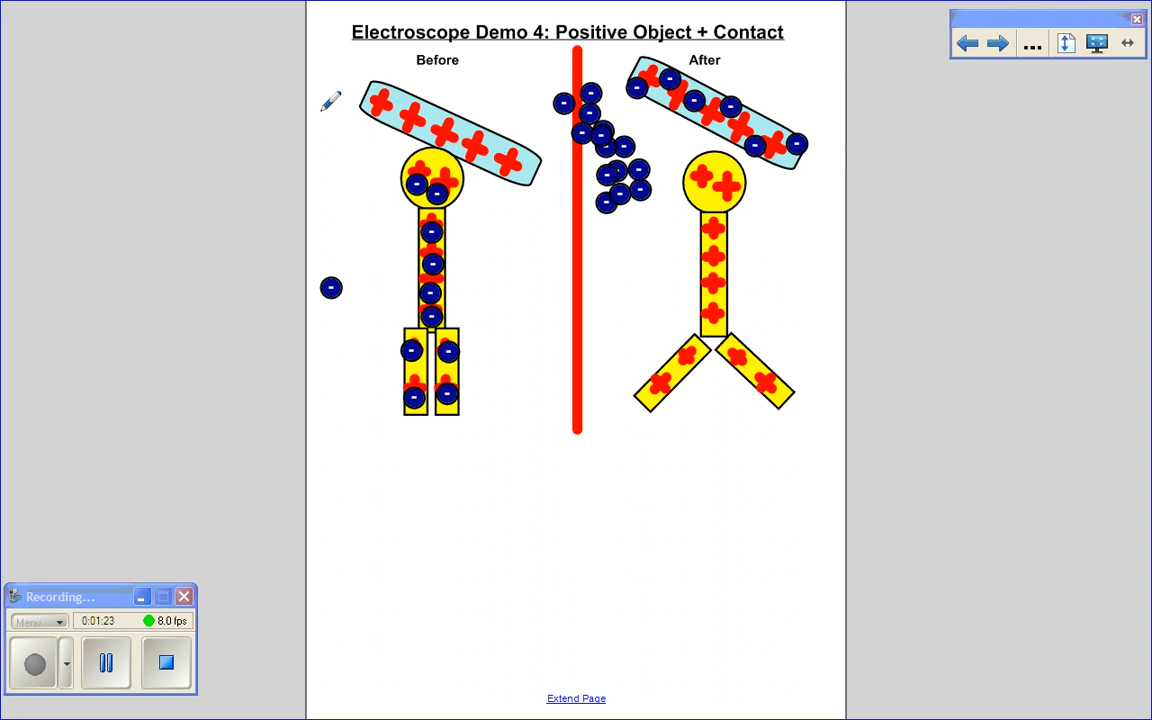 Electroscope Demo 4: Positive Object + Contact
Before
After
Recording...
Menu
0:01:23
8.0 fps
Extend Page